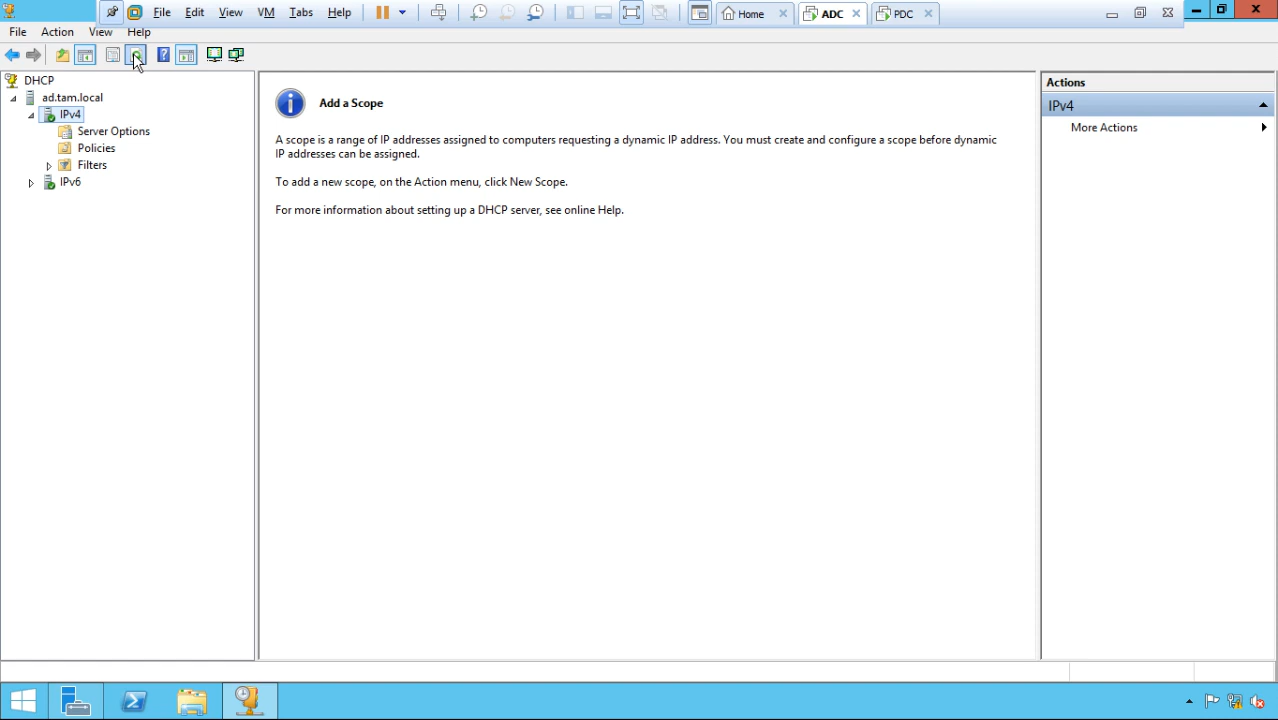 File Edit View VM Tabs Help Home ADC PDC
File Action View Help
DHCP
ad.tam.local
IPv4
Server Options
Policies
Filters
IPv6
Add a Scope
A scope is a range of IP addresses assigned to computers requesting a dynamic IP address. You must create and configure a scope before dynamic
IP addresses can be assigned.
To add a new scope, on the Action menu, click New Scope.
For more information about setting up a DHCP server, see online Help.
Actions
IPv4
More Actions